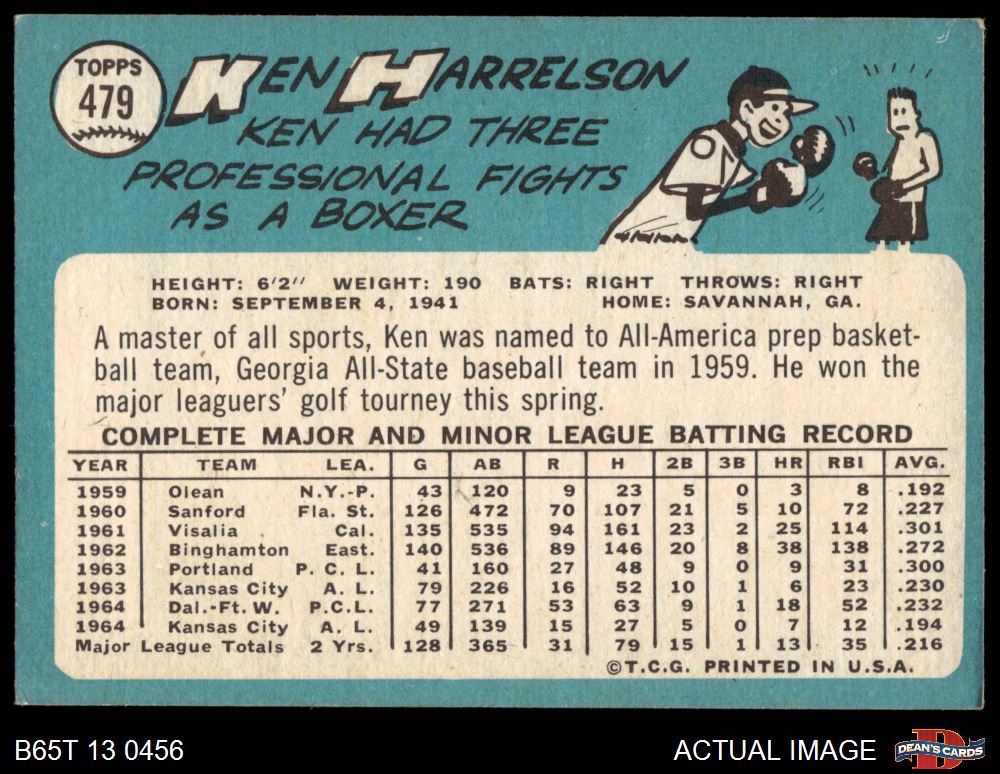 TOPPS
479
KEN HARRELSON
KEN HAD THREE
PROFESSIONAL FIGHTS
AS A BOXER
HEIGHT: 6'2" WEIGHT: 190 BATS: RIGHT THROWS: RIGHT
BORN: SEPTEMBER 4, 1941 HOME: SAVANNAH, GA.
A master of all sports, Ken was named to All-America prep basket-
ball team, Georgia All-State baseball team in 1959. He won the
major leaguers' golf tourney this spring.
COMPLETE MAJOR AND MINOR LEAGUE BATTING RECORD
YEAR TEAM LEA. G AB R H 2B 3B HR RBI AVG.
1959 Olean N.Y.-P. 43 120 9 23 5 0 3 8 .192
1960 Sanford Fla. St. 126 472 70 107 21 5 10 72 .227
1961 Visalia Cal. 135 535 94 161 23 2 25 114 .301
1962 Binghamton East. 140 536 89 146 20 8 38 138 .272
1963 Portland P. C. L. 41 160 27 48 9 0 9 31 .300
1963 Kansas City A. L. 79 226 16 52 10 1 6 23 .230
1964 Dal.-Ft. W. P.C.L. 77 271 53 63 9 1 18 52 .232
1964 Kansas City A. L. 49 139 15 27 5 0 7 12 .194
Major League Totals 2 Yrs. 128 365 31 79 15 1 13 35 .216
©T.C.G. PRINTED IN U.S.A.
B65T 13 0456 ACTUAL IMAGE D DEAN'S CARDS